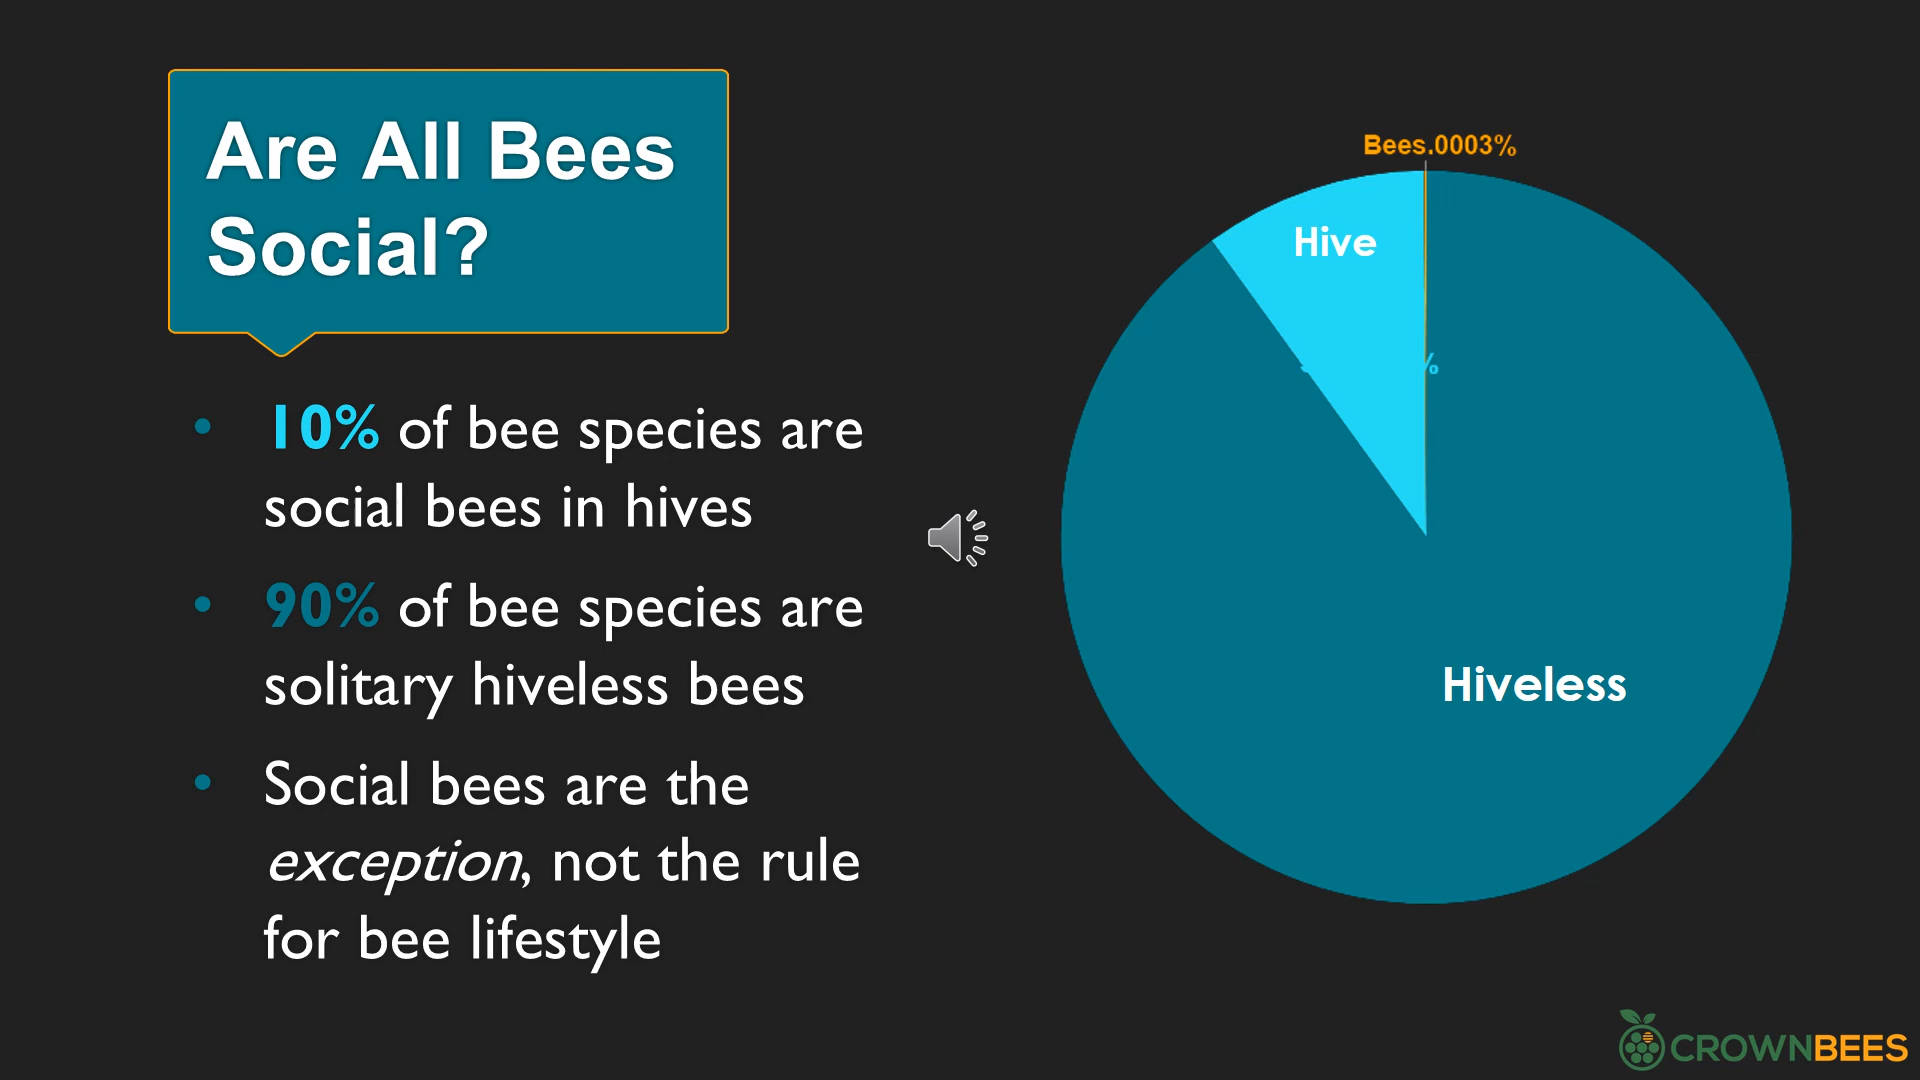 Are All Bees
Social?
• 10% of bee species are
social bees in hives
• 90% of bee species are
solitary hiveless bees
• Social bees are the
exception, not the rule
for bee lifestyle
Bees.0003%
Hive
%
Hiveless
CROWNBEES